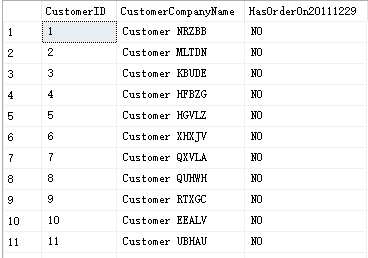 CustomerID CustomerCompanyName HasOrderOn20111229
1 1 Customer NRZBB NO
2 2 Customer MLTDN NO
3 3 Customer KBUDE NO
4 4 Customer HFBZG NO
5 5 Customer HGVLZ NO
6 6 Customer XHXJV NO
7 7 Customer QXVLA NO
8 8 Customer QUHWH NO
9 9 Customer RTXGC NO
10 10 Customer EEALV NO
11 11 Customer UBHAU NO